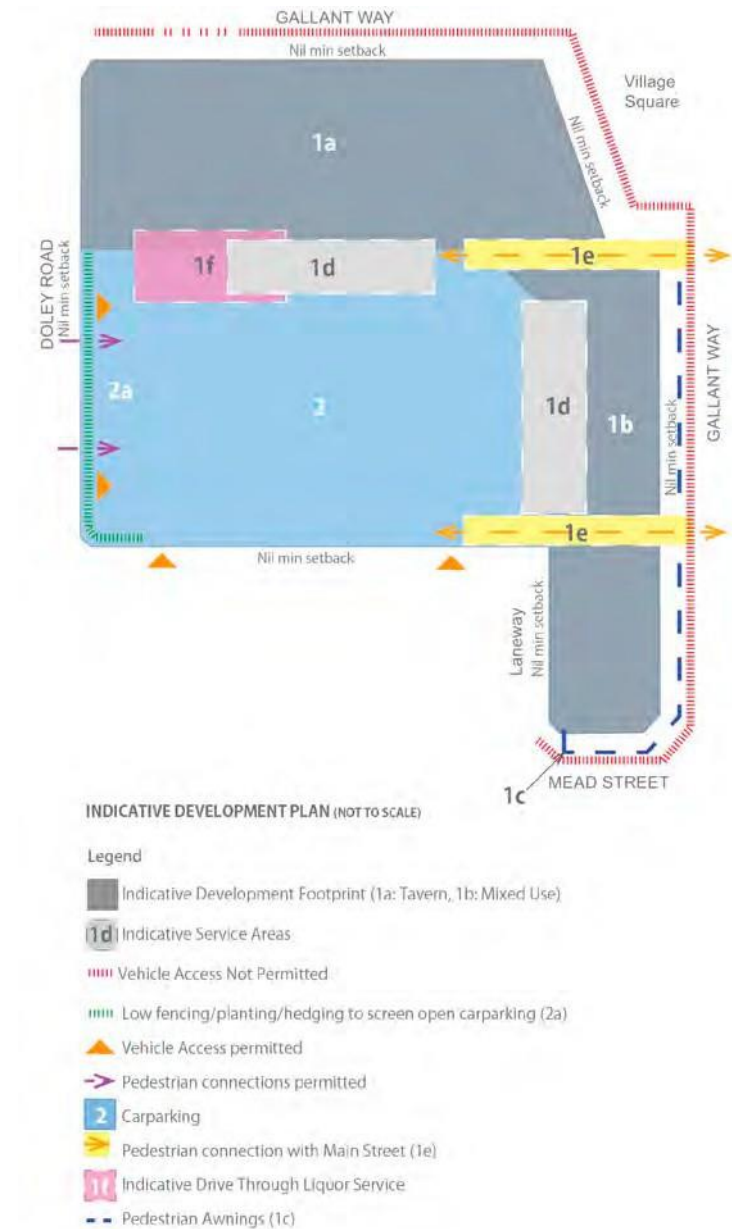 GALLANT WAY
Nil min setback
Village
Square
1a
Nil min setback
1e
1f
1d
DOLEY ROAD
Nil min setback
2a
2
1d
1b
Nil min setback
GALLANT WAY
1e
Nil min setback
Laneway
Nil min setback
1c
MEAD STREET
INDICATIVE DEVELOPMENT PLAN (NOT TO SCALE)
Legend
Indicative Development Footprint (1a: Tavern, 1b: Mixed Use)
1d Indicative Service Areas
Vehicle Access Not Permitted
Low fencing/planting/hedging to screen open carparking (2a)
Vehicle Access permitted
Pedestrian connections permitted
2 Carparking
Pedestrian connection with Main Street (1e)
1f Indicative Drive Through Liquor Service
Pedestrian Awnings (1c)